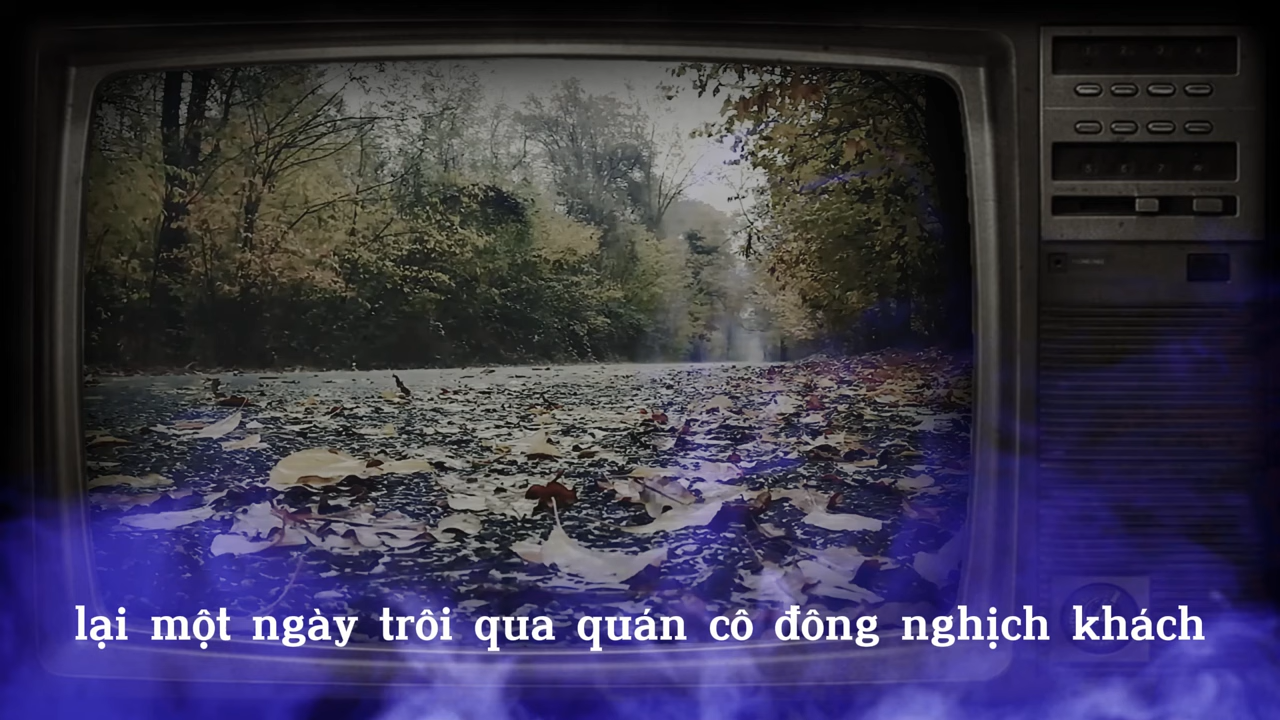 lại một ngày trôi qua quán cô đông nghịch khách